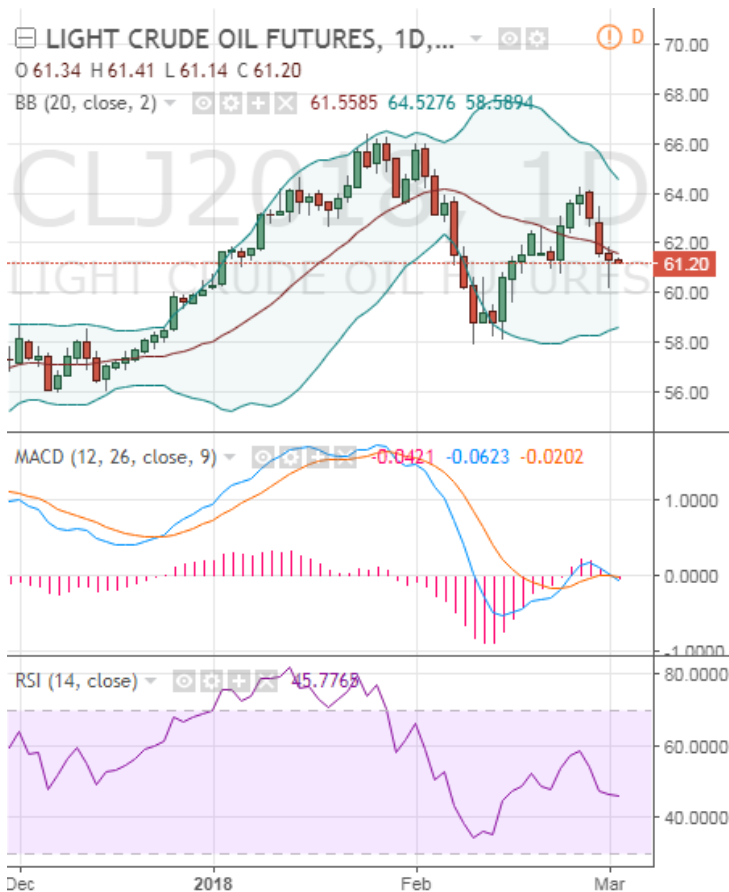 LIGHT CRUDE OIL FUTURES, 1D,... D
O 61.34 H 61.41 L 61.14 C 61.20
BB (20, close, 2) 61.5585 64.5276 58.5894
CLJ2018, 1D
LIGHT CRUDE OIL FUTURES
70.00
68.00
66.00
64.00
62.00
61.20
60.00
58.00
56.00
MACD (12, 26, close, 9) -0.0421 -0.0623 -0.0202
1.0000
0.0000
-1.0000
RSI (14, close) 45.7765
80.0000
60.0000
40.0000
Dec 2018 Feb Mar